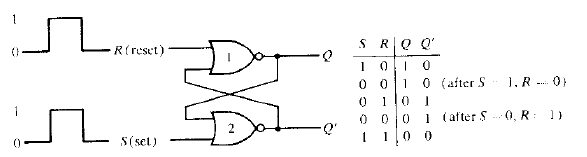 1
0
R(reset)
1
Q
1
0
S(set)
2
Q'
S R Q Q'
1 0 1 0
0 0 1 0 (after S = 1, R = 0)
0 1 0 1
0 0 0 1 (after S = 0, R = 1)
1 1 0 0